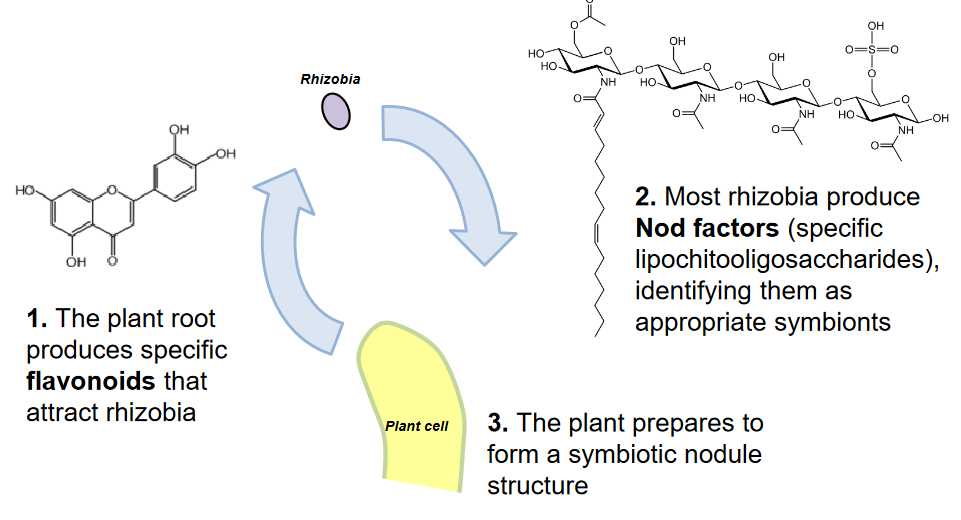 Rhizobia
1. The plant root
produces specific
flavonoids that
attract rhizobia
OH
OH
HO
O
OH
O
2. Most rhizobia produce
Nod factors (specific
lipochitooligosaccharides),
identifying them as
appropriate symbionts
O
O
HO
HO
O
O
NH
O
OH
HO
O
O
NH
O
OH
HO
O
O
NH
O
OH
O=S=O
O
HO
O
OH
NH
O
Plant cell
3. The plant prepares to
form a symbiotic nodule
structure